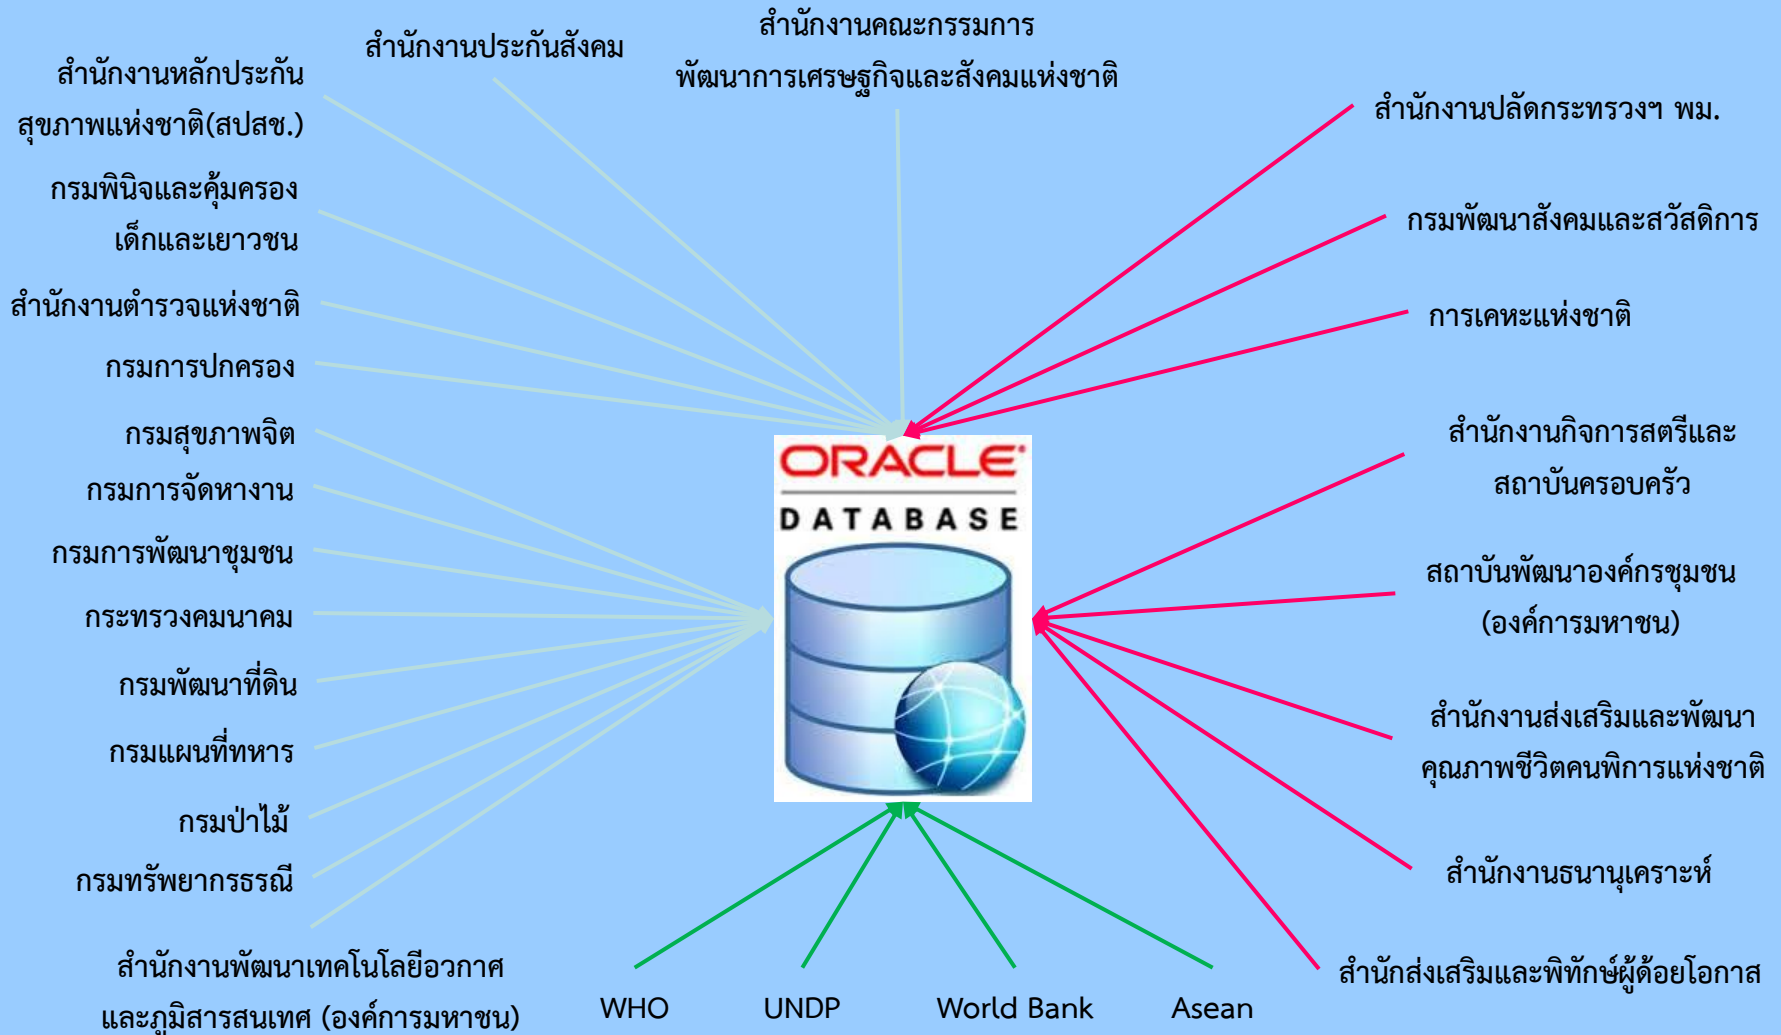 สำนักงานคณะกรรมการ
พัฒนาการเศรษฐกิจและสังคมแห่งชาติ
สำนักงานประกันสังคม
สำนักงานหลักประกัน
สุขภาพแห่งชาติ(สปสช.)
กรมพินิจและคุ้มครอง
เด็กและเยาวชน
สำนักงานตำรวจแห่งชาติ
กรมการปกครอง
กรมสุขภาพจิต
กรมการจัดหางาน
กรมการพัฒนาชุมชน
กระทรวงคมนาคม
กรมพัฒนาที่ดิน
กรมแผนที่ทหาร
กรมป่าไม้
กรมทรัพยากรธรณี
สำนักงานพัฒนาเทคโนโลยีอวกาศ
และภูมิสารสนเทศ (องค์การมหาชน)
ORACLE
DATABASE
สำนักงานปลัดกระทรวงฯ พม.
กรมพัฒนาสังคมและสวัสดิการ
การเคหะแห่งชาติ
สำนักงานกิจการสตรีและ
สถาบันครอบครัว
สถาบันพัฒนาองค์กรชุมชน
(องค์การมหาชน)
สำนักงานส่งเสริมและพัฒนา
คุณภาพชีวิตคนพิการแห่งชาติ
สำนักงานธนานุเคราะห์
สำนักส่งเสริมและพิทักษ์ผู้ด้อยโอกาส
WHO
UNDP
World Bank
Asean